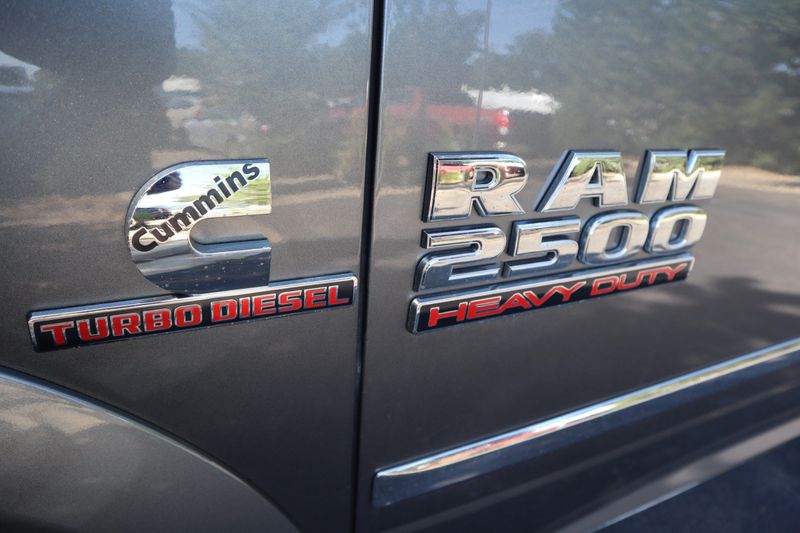 Cummins
TURBO DIESEL
RAM
2500
HEAVY DUTY